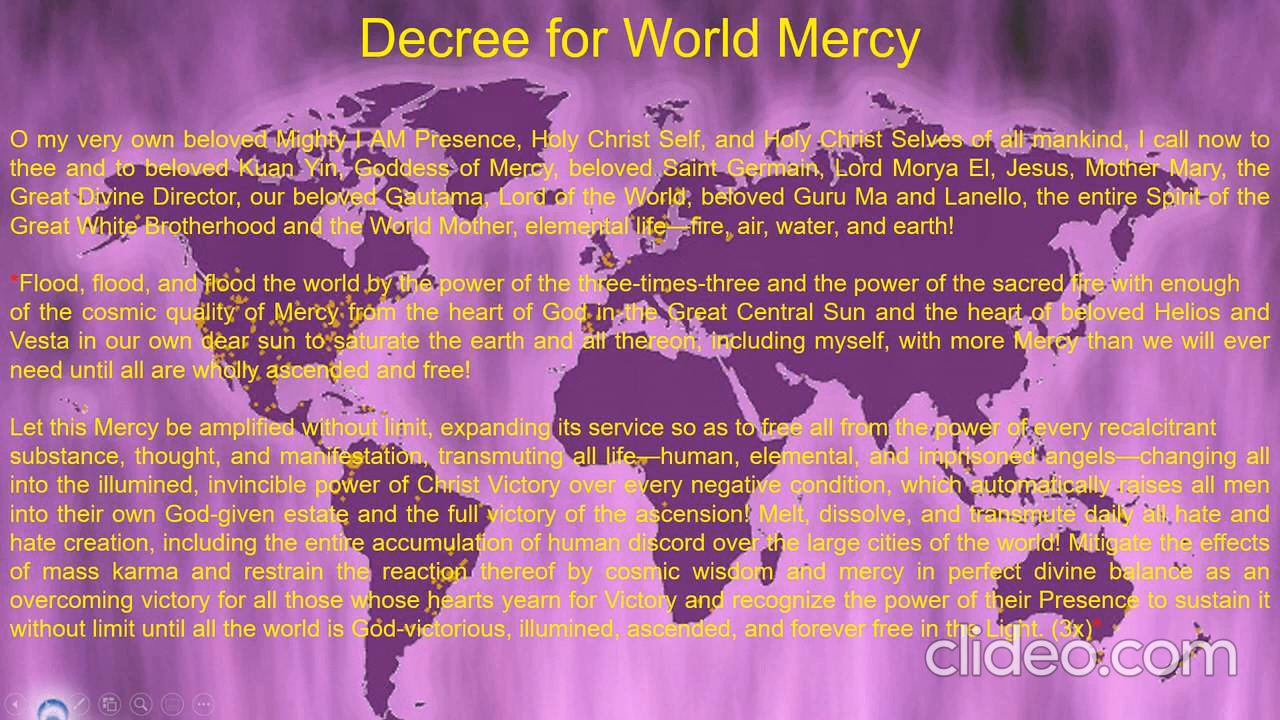 Decree for World Mercy
O my very own beloved Mighty I AM Presence, Holy Christ Self, and Holy Christ Selves of all mankind, I call now to
thee and to beloved Kuan Yin, Goddess of Mercy, beloved Saint Germain, Lord Morya El, Jesus, Mother Mary, the
Great Divine Director, our beloved Gautama, Lord of the World, beloved Guru Ma and Lanello, the entire Spirit of the
Great White Brotherhood and the World Mother, elemental life—fire, air, water, and earth!
*Flood, flood, and flood the world by the power of the three-times-three and the power of the sacred fire with enough
of the cosmic quality of Mercy from the heart of God in the Great Central Sun and the heart of beloved Helios and
Vesta in our own dear sun to saturate the earth and all thereon, including myself, with more Mercy than we will ever
need until all are wholly ascended and free!
Let this Mercy be amplified without limit, expanding its service so as to free all from the power of every recalcitrant
substance, thought, and manifestation, transmuting all life—human, elemental, and imprisoned angels—changing all
into the illumined, invincible power of Christ Victory over every negative condition, which automatically raises all men
into their own God-given estate and the full victory of the ascension! Melt, dissolve, and transmute daily all hate and
hate creation, including the entire accumulation of human discord over the large cities of the world! Mitigate the effects
of mass karma and restrain the reaction thereof by cosmic wisdom and mercy in perfect divine balance as an
overcoming victory for all those whose hearts yearn for Victory and recognize the power of their Presence to sustain it
without limit until all the world is God-victorious, illumined, ascended, and forever free in the Light. (3x)*
clideo.com